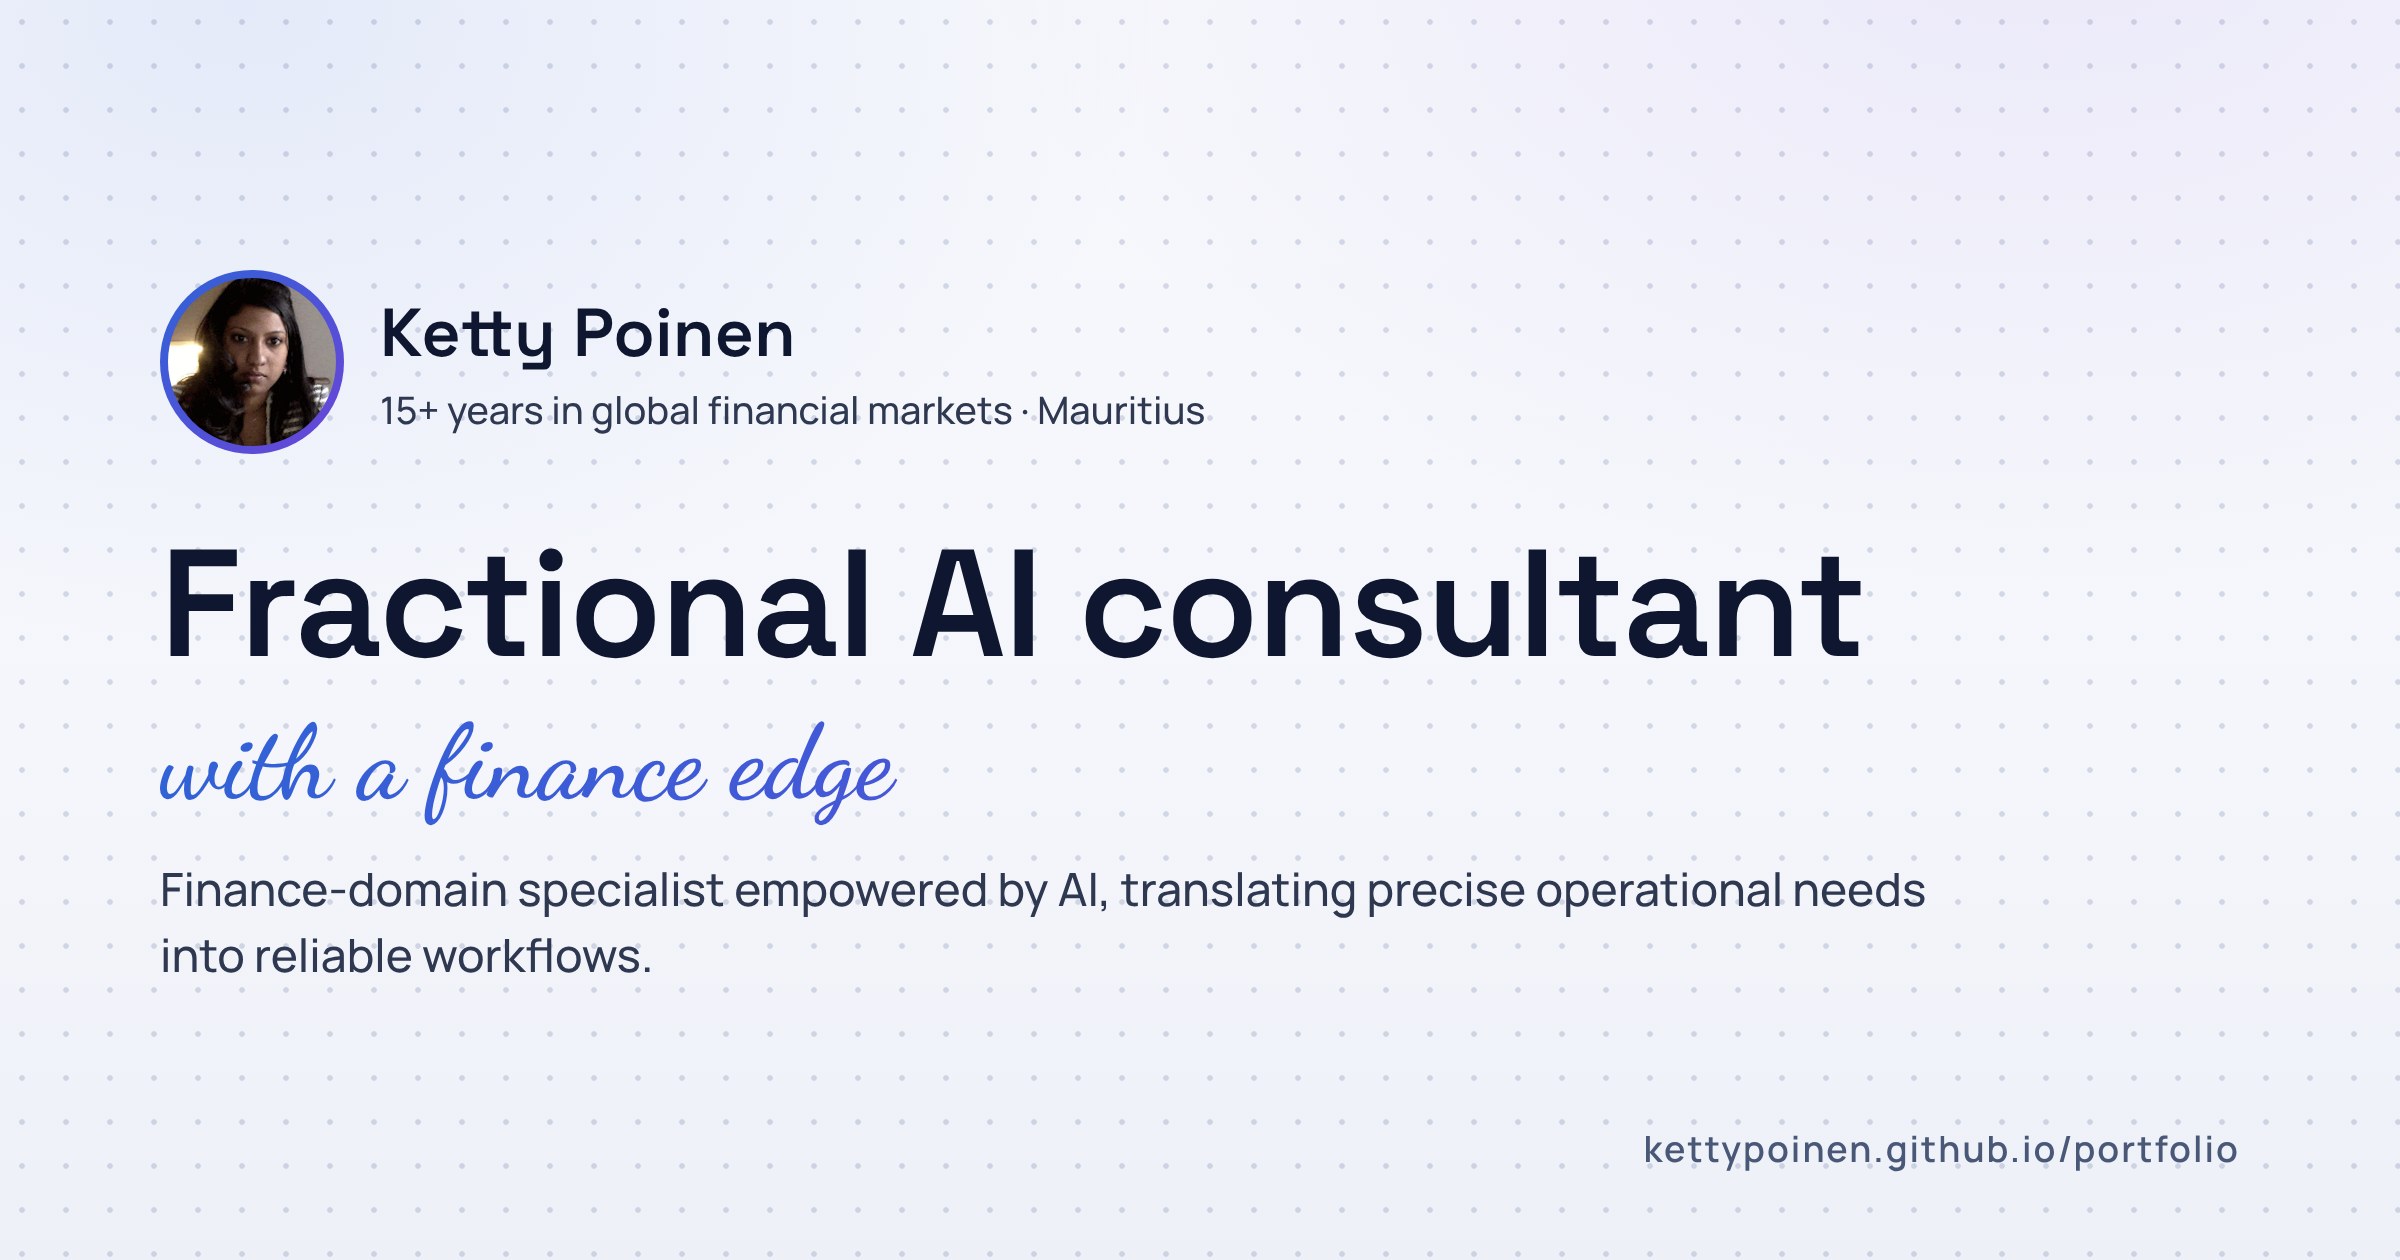 Ketty Poinen
15+ years in global financial markets · Mauritius
Fractional AI consultant
with a finance edge
Finance-domain specialist empowered by AI, translating precise operational needs
into reliable workflows.
kettypoinen.github.io/portfolio